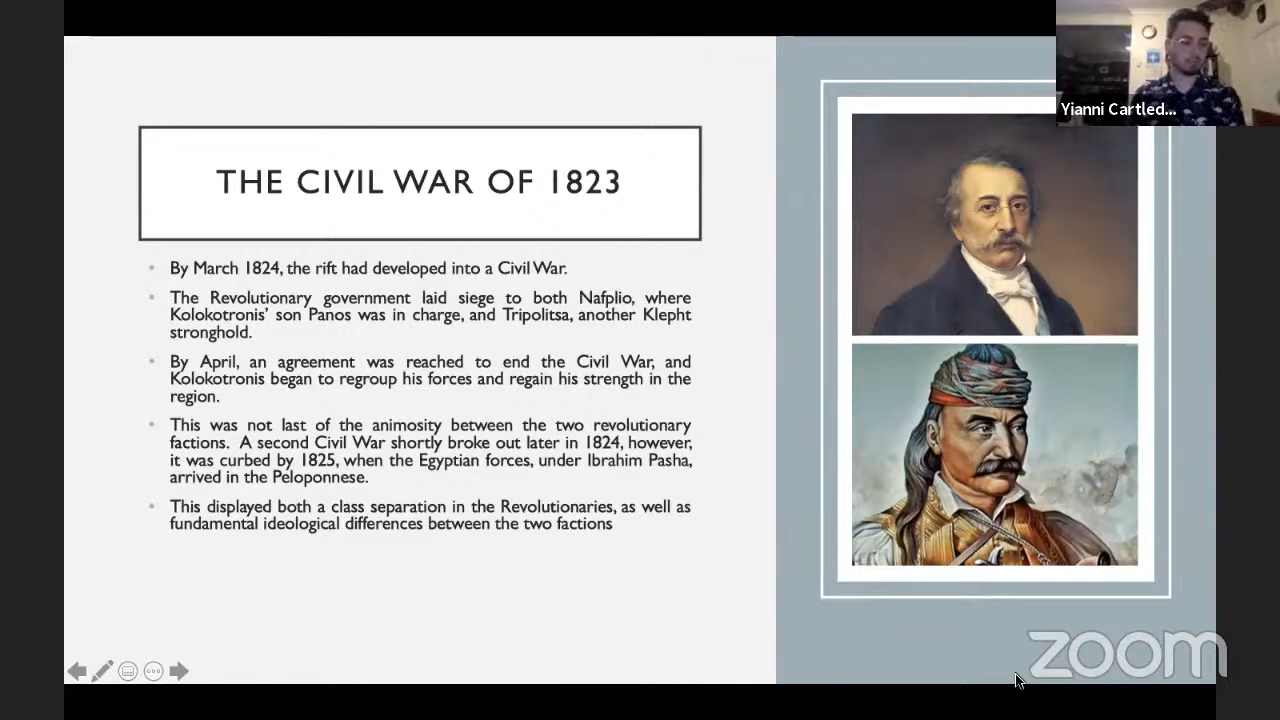 Yianni Cartled...
THE CIVIL WAR OF 1823
• By March 1824, the rift had developed into a Civil War.
• The Revolutionary government laid siege to both Nafplio, where
Kolokotronis' son Panos was in charge, and Tripolitsa, another Klepht
stronghold.
• By April, an agreement was reached to end the Civil War, and
Kolokotronis began to regroup his forces and regain his strength in the
region.
• This was not last of the animosity between the two revolutionary
factions. A second Civil War shortly broke out later in 1824, however,
it was curbed by 1825, when the Egyptian forces, under Ibrahim Pasha,
arrived in the Peloponnese.
• This displayed both a class separation in the Revolutionaries, as well as
fundamental ideological differences between the two factions
zoom